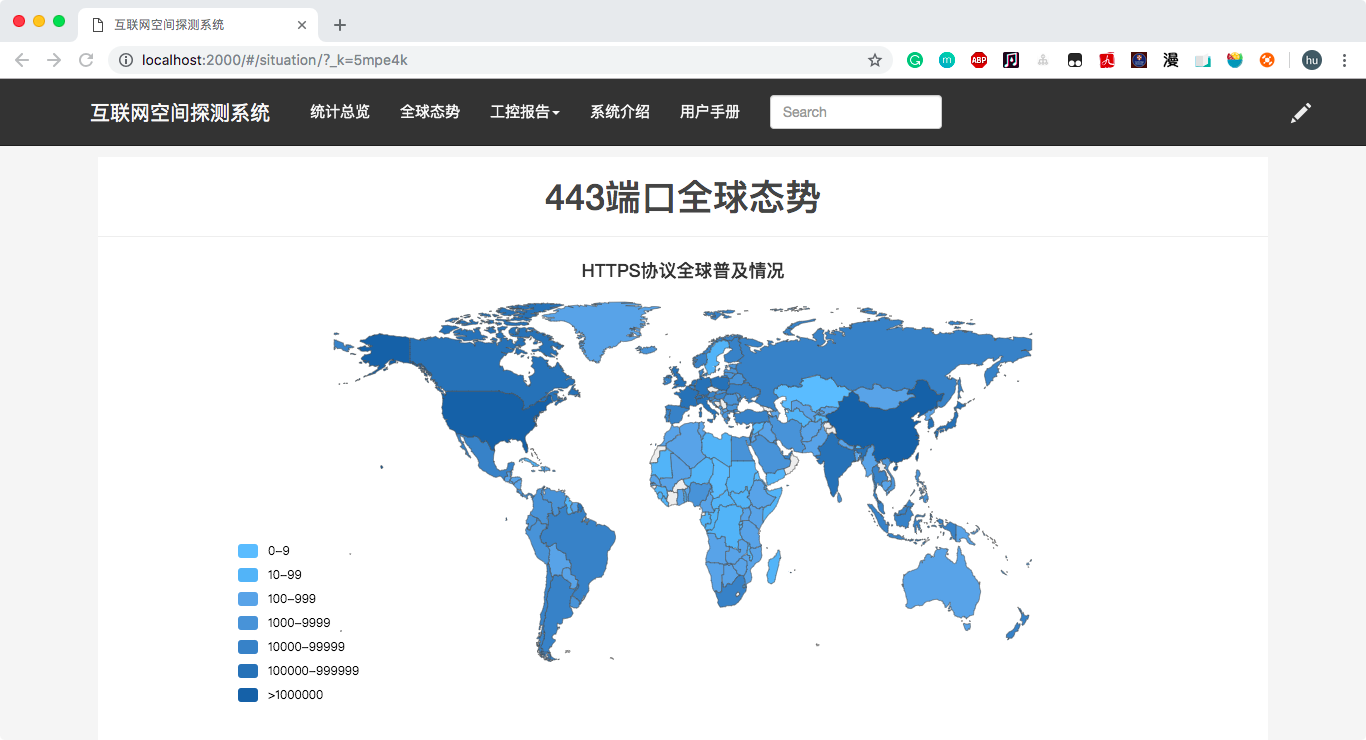 互联网空间探测系统
localhost:2000/#/situation/?_k=5mpe4k
ABP
漫
hu
互联网空间探测系统 统计总览 全球态势 工控报告 系统介绍 用户手册 Search
443端口全球态势
HTTPS协议全球普及情况
0-9
10-99
100-999
1000-9999
10000-99999
100000-999999
>1000000